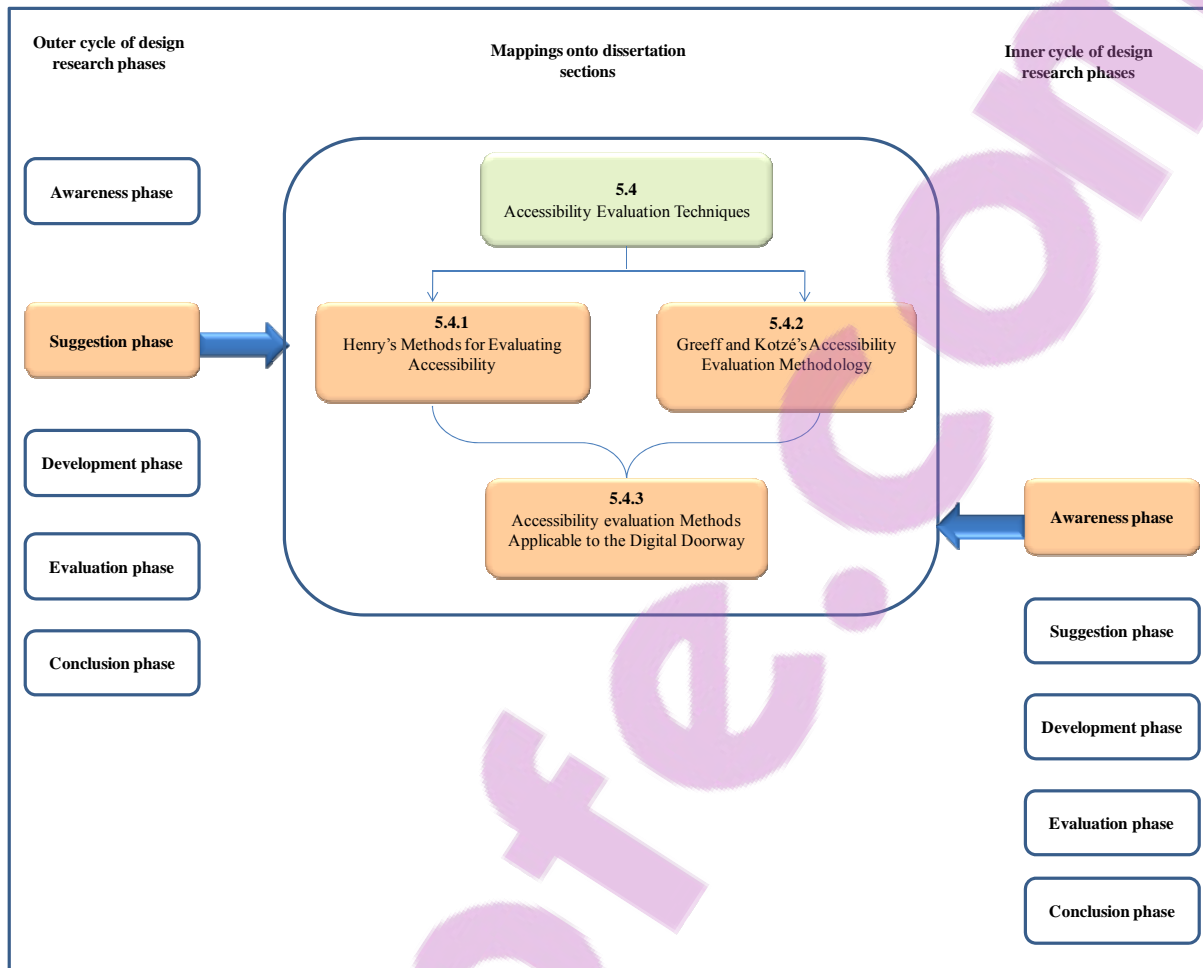 Outer cycle of design
research phases
Mappings onto dissertation
sections
Inner cycle of design
research phases
Awareness phase
Suggestion phase
Development phase
Evaluation phase
Conclusion phase
5.4
Accessibility Evaluation Techniques
5.4.1
Henry's Methods for Evaluating
Accessibility
5.4.2
Greeff and Kotzé's Accessibility
Evaluation Methodology
5.4.3
Accessibility evaluation Methods
Applicable to the Digital Doorway
Awareness phase
Suggestion phase
Development phase
Evaluation phase
Conclusion phase
ofe.com